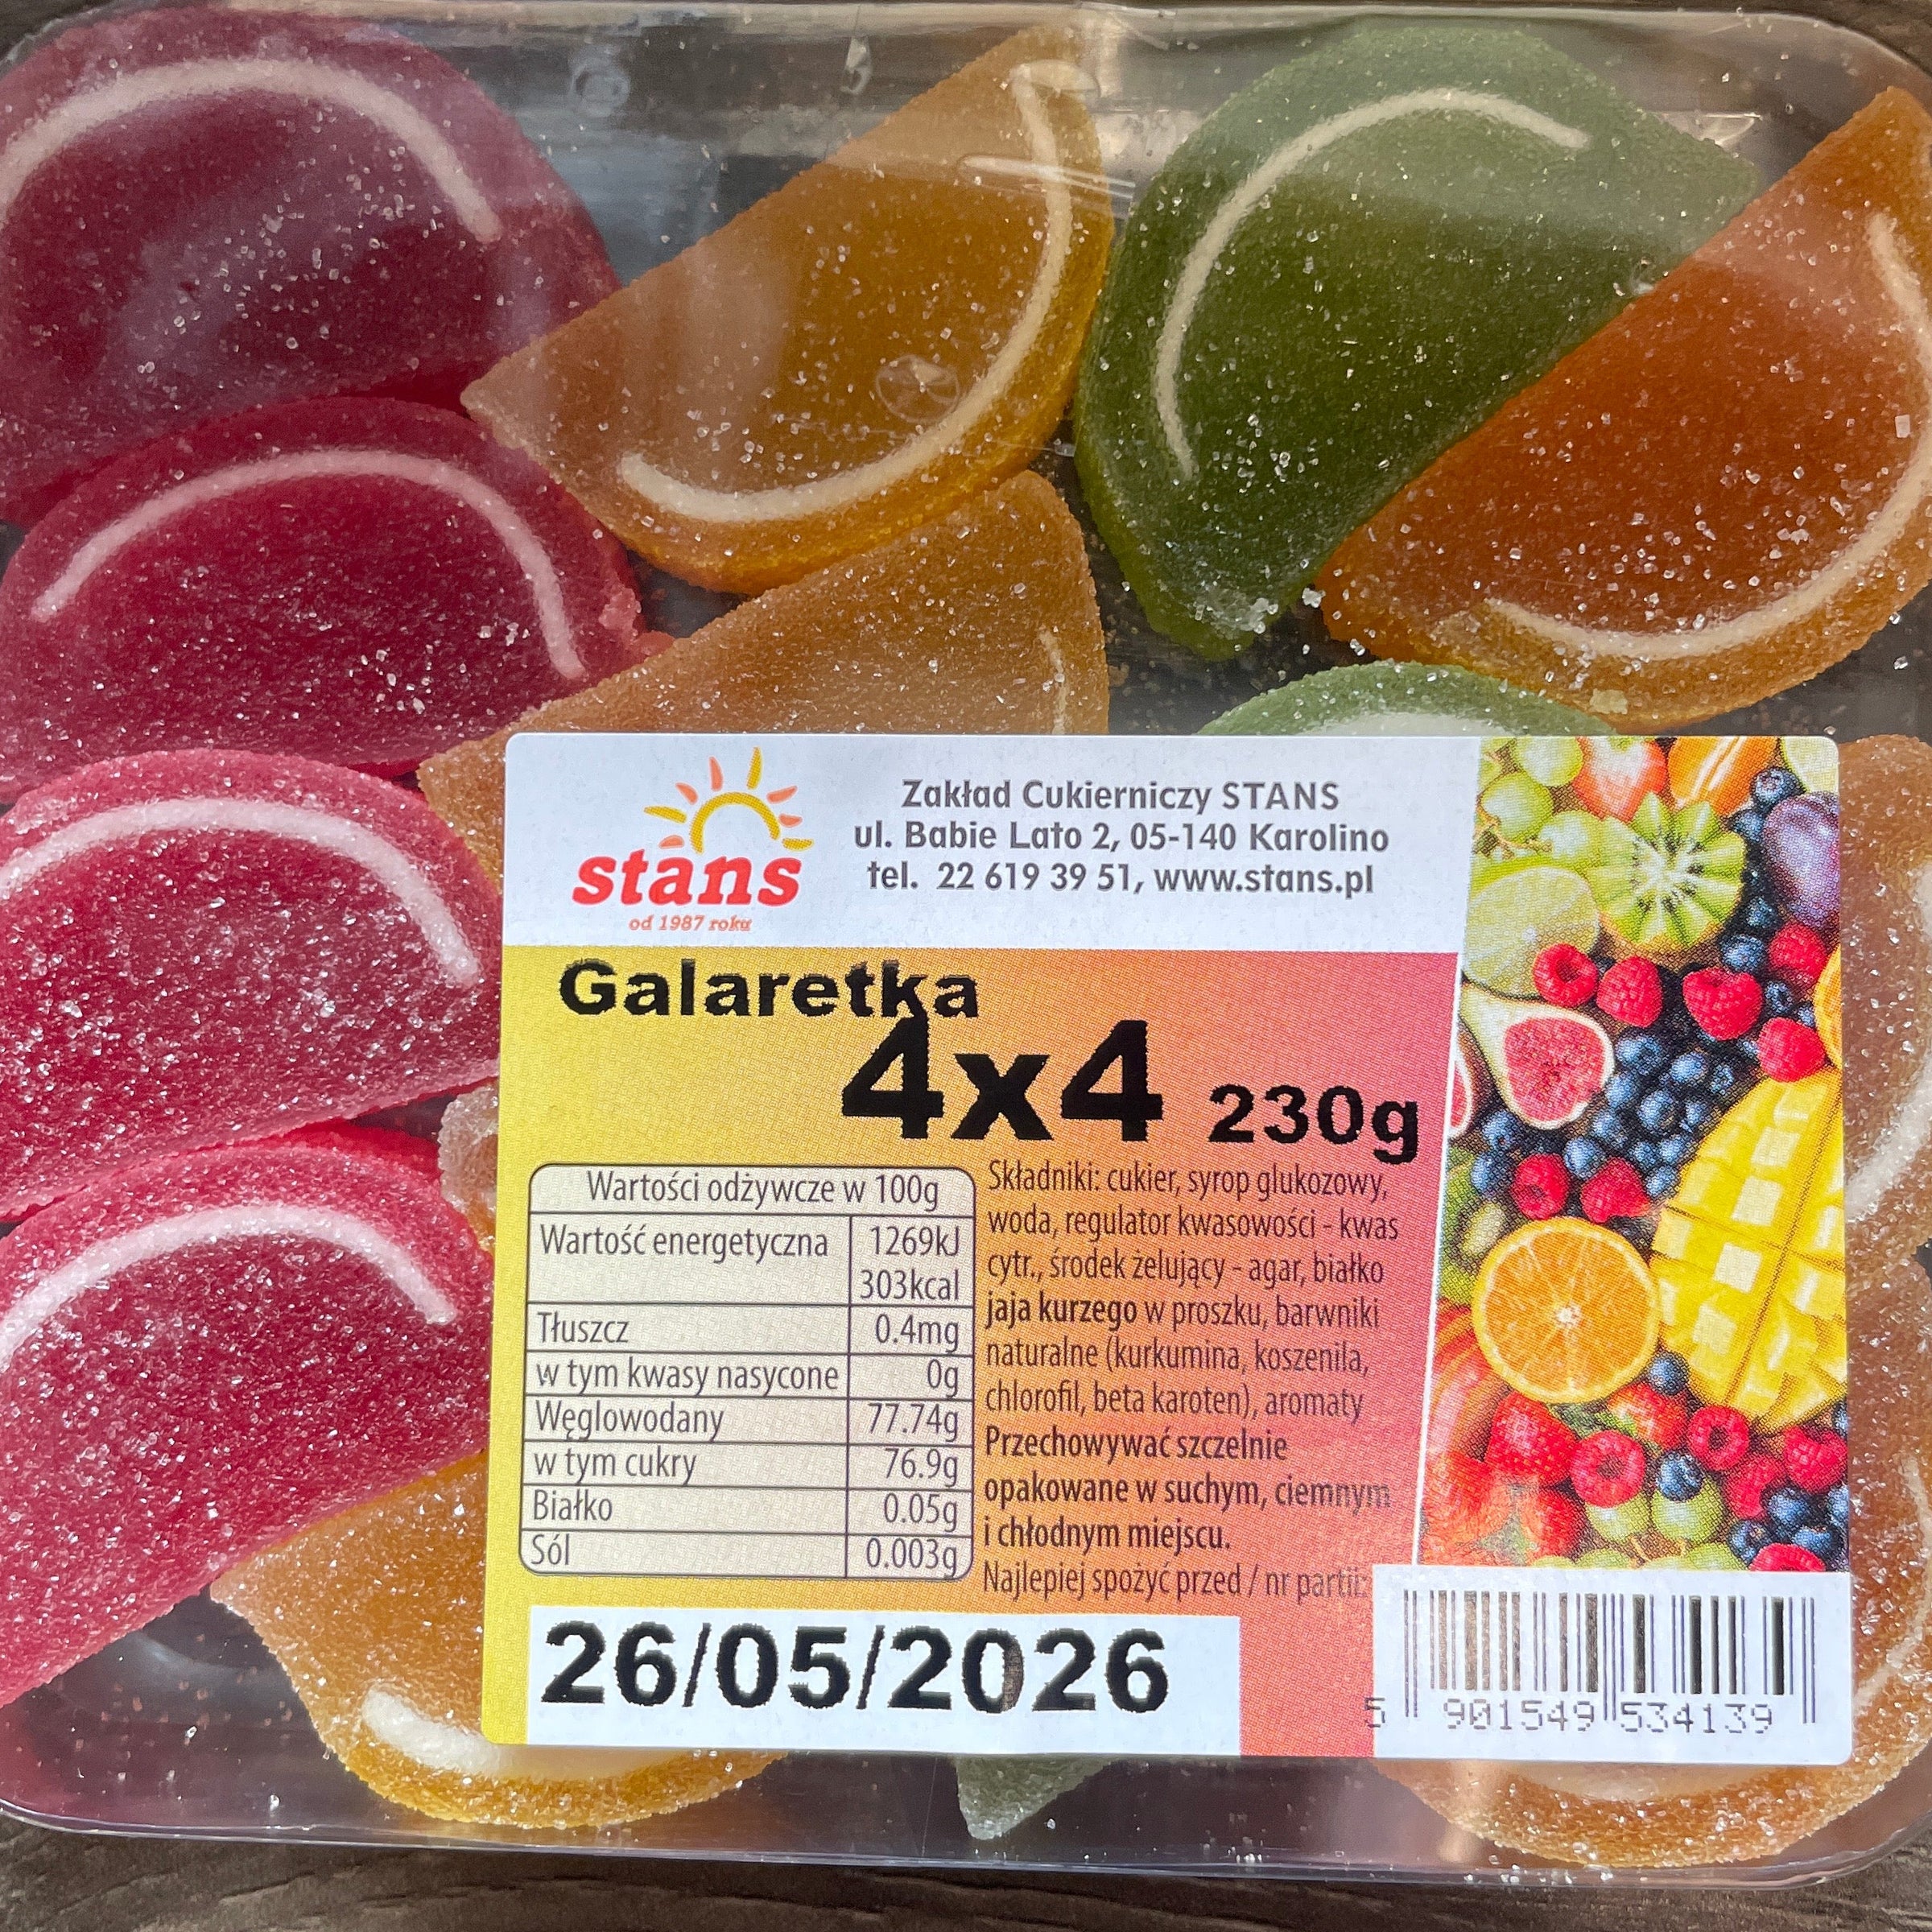 stans
od 1987 roku
Zakład Cukierniczy STANS
ul. Babie Lato 2, 05-140 Karolino
tel. 22 619 39 51, www.stans.pl
Galaretka
4x4 230g
Wartości odżywcze w 100g
Wartość energetyczna 1269kJ
303kcal
Tłuszcz 0.4mg
w tym kwasy nasycone 0g
Węglowodany 77.74g
w tym cukry 76.9g
Białko 0.05g
Sól 0.003g
Składniki: cukier, syrop glukozowy,
woda, regulator kwasowości - kwas
cytr., środek żelujący - agar, białko
jaja kurzego w proszku, barwniki
naturalne (kurkumina, koszenila,
chlorofil, beta karoten), aromaty
Przechowywać szczelnie
opakowane w suchym, ciemnym
i chłodnym miejscu.
Najlepiej spożyć przed / nr partii:
26/05/2026
5 901549 534139